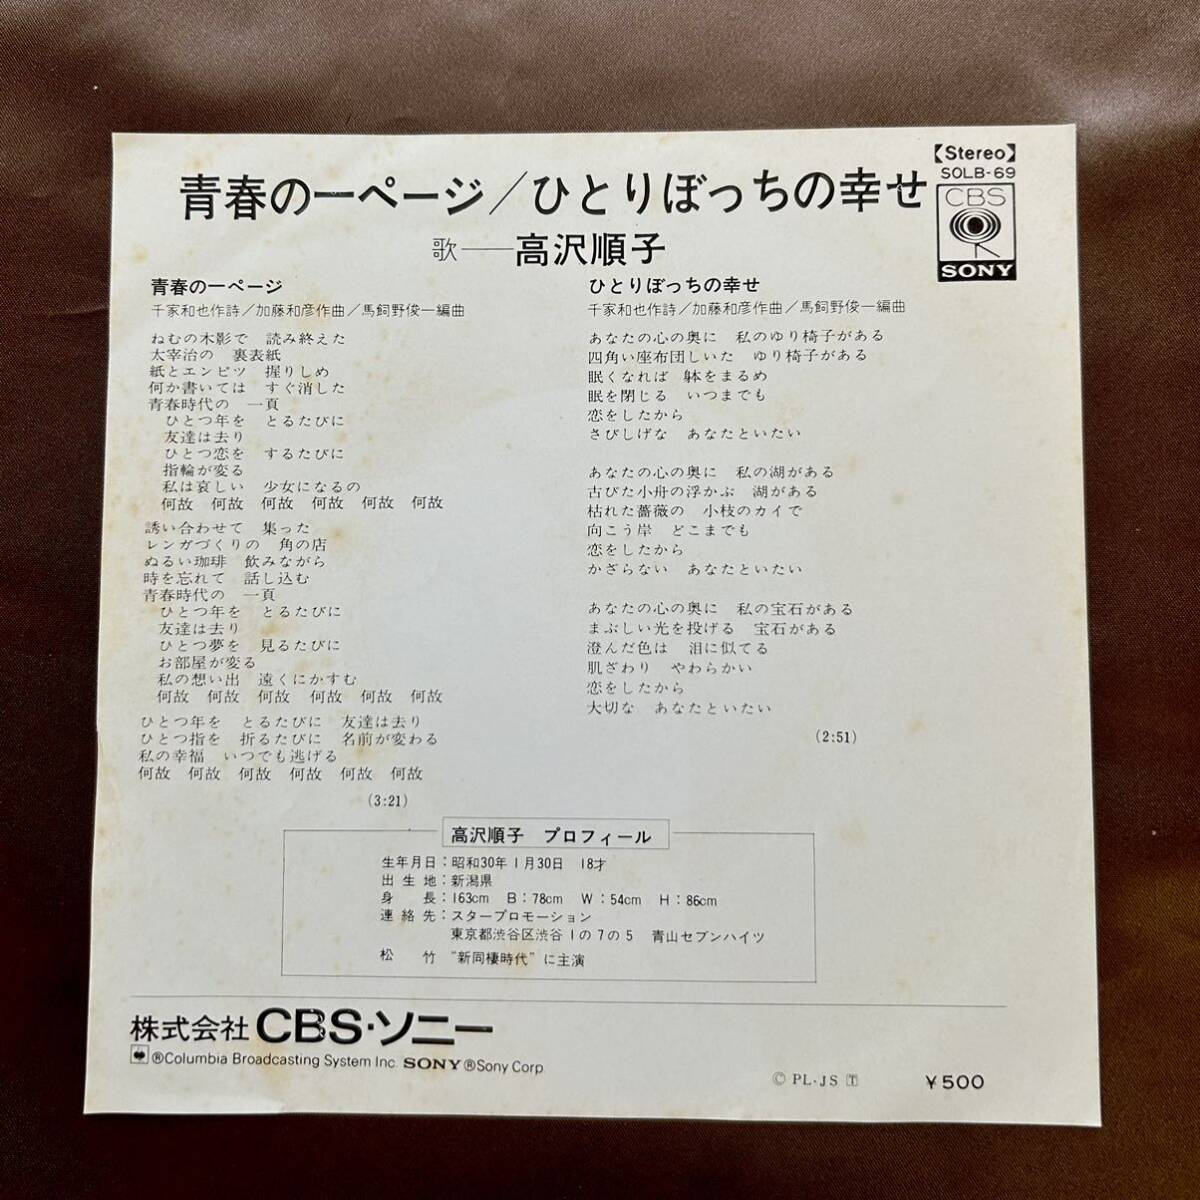 【Stereo】
SOLB-69
CBS
SONY
青春の一ページ/ひとりぼっちの幸せ
歌——高沢順子
青春の一ページ
千家和也作詩/加藤和彦作曲/馬飼野俊一編曲
ねむの木影で　読み終えた
太宰治の　裏表紙
紙とエンピツ　握りしめ
何か書いては　すぐ消した
青春時代の　一頁
ひとつ年を　とるたびに
友達は去り
ひとつ恋を　するたびに
指輪が変る
私は哀しい　少女になるの
何故　何故　何故　何故　何故　何故
誘い合わせて　集った
レンガづくりの　角の店
ぬるい珈琲　飲みながら
時を忘れて　話し込む
青春時代の　一頁
ひとつ年を　とるたびに
友達は去り
ひとつ夢を　見るたびに
お部屋が変る
私の想い出　遠くにかすむ
何故　何故　何故　何故　何故　何故
ひとつ年を　とるたびに　友達は去り
ひとつ指を　折るたびに　名前が変わる
私の幸福　いつでも逃げる
何故　何故　何故　何故　何故　何故
(3:21)
ひとりぼっちの幸せ
千家和也作詩/加藤和彦作曲/馬飼野俊一編曲
あなたの心の奥に　私のゆり椅子がある
四角い座布団しいた　ゆり椅子がある
眠くなれば　躰をまるめ
眠を閉じる　いつまでも
恋をしたから
さびしげな　あなたといたい
あなたの心の奥に　私の湖がある
古びた小舟の浮かぶ　湖がある
枯れた薔薇の　小枝のカイで
向こう岸　どこまでも
恋をしたから
かざらない　あなたといたい
あなたの心の奥に　私の宝石がある
まぶしい光を投げる　宝石がある
澄んだ色は　泪に似てる
肌ざわり　やわらかい
恋をしたから
大切な　あなたといたい
(2:51)
高沢順子　プロフィール
生年月日：昭和30年1月30日　18才
出生地：新潟県
身長：163cm　B：78cm　W：54cm　H：86cm
連絡先：スタープロモーション
東京都渋谷区渋谷1の7の5　青山セブンハイツ
松竹　“新同棲時代”に主演
株式会社 CBS・ソニー
®Columbia Broadcasting System Inc. SONY ®Sony Corp.
Ⓒ PL・JS T
¥500